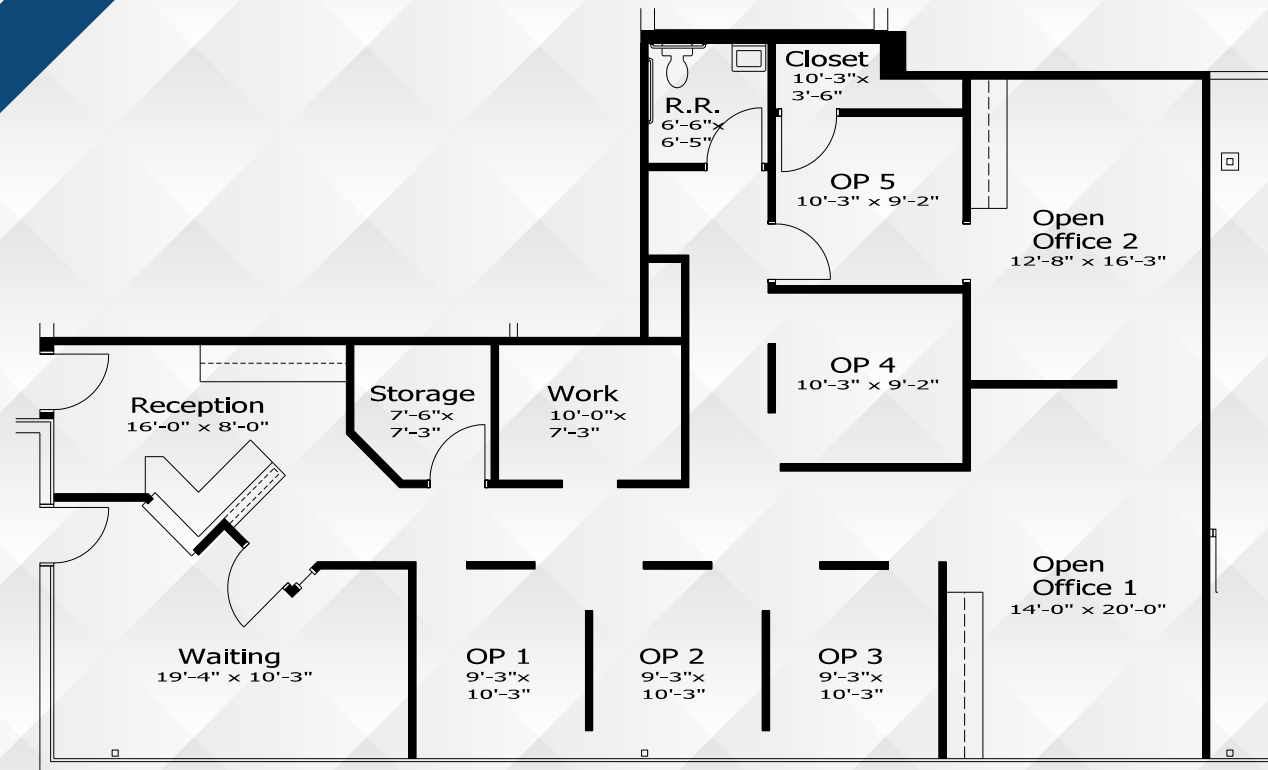 Closet
10'-3"x
3'-6"
R.R.
6'-6"x
6'-5"
OP 5
10'-3" x 9'-2"
Open
Office 2
12'-8" x 16'-3"
OP 4
10'-3" x 9'-2"
Reception
16'-0" x 8'-0"
Storage
7'-6"x
7'-3"
Work
10'-0"x
7'-3"
Open
Office 1
14'-0" x 20'-0"
Waiting
19'-4" x 10'-3"
OP 1
9'-3"x
10'-3"
OP 2
9'-3"x
10'-3"
OP 3
9'-3"x
10'-3"